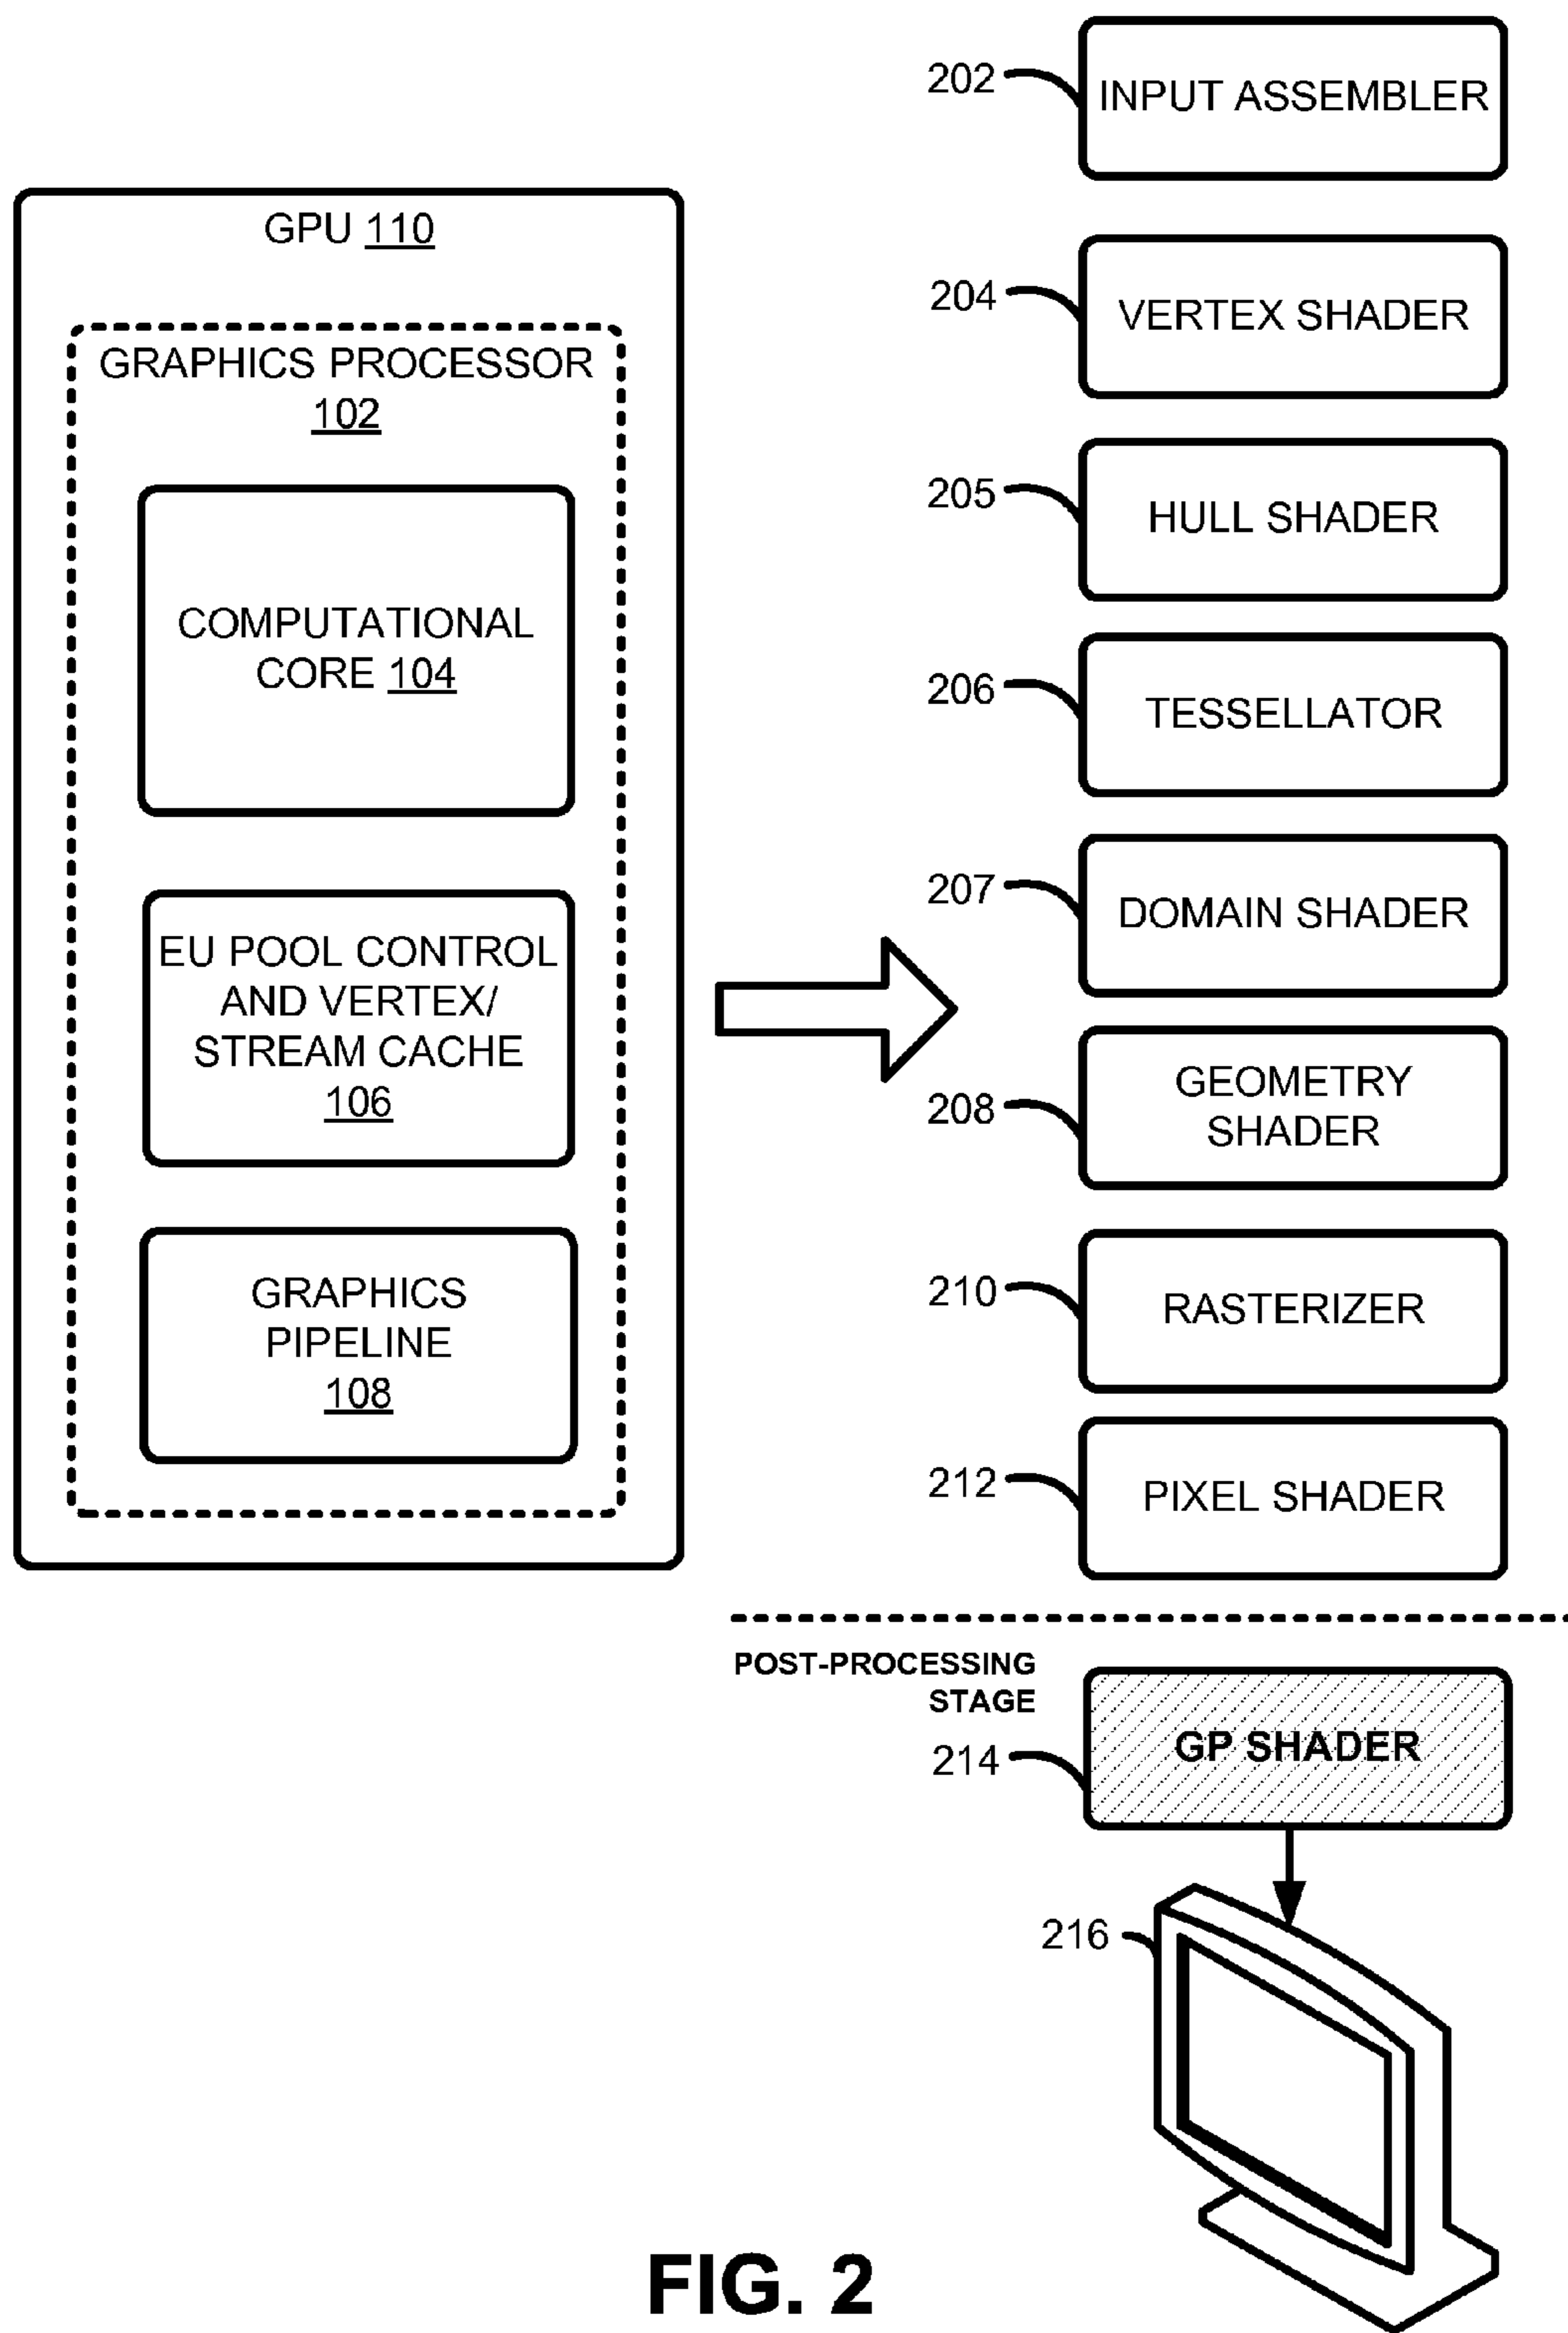 GPU 110
GRAPHICS PROCESSOR
102
COMPUTATIONAL
CORE 104
EU POOL CONTROL
AND VERTEX/
STREAM CACHE
106
GRAPHICS
PIPELINE
108
202
INPUT ASSEMBLER
204
VERTEX SHADER
205
HULL SHADER
206
TESSELLATOR
207
DOMAIN SHADER
208
GEOMETRY
SHADER
210
RASTERIZER
212
PIXEL SHADER
POST-PROCESSING
STAGE
214
GP SHADER
216
FIG. 2